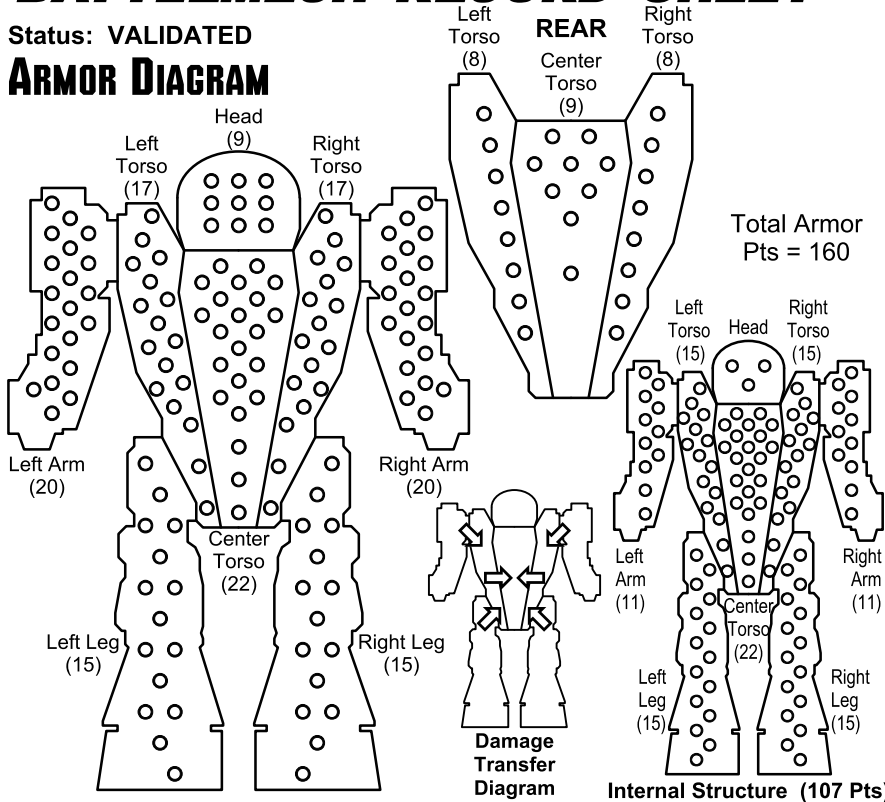 BATTLEMECH RECORD SHEET
Status: VALIDATED
ARMOR DIAGRAM
Head
(9)
Left
Torso
(17)
Right
Torso
(17)
Left Arm
(20)
Right Arm
(20)
Center
Torso
(22)
Left Leg
(15)
Right Leg
(15)
REAR
Left
Torso
(8)
Center
Torso
(9)
Right
Torso
(8)
Total Armor
Pts = 160
Left
Torso
(15)
Head
Right
Torso
(15)
Left
Arm
(11)
Right
Arm
(11)
Center
Torso
(22)
Left
Leg
(15)
Right
Leg
(15)
Damage
Transfer
Diagram
Internal Structure (107 Pts)